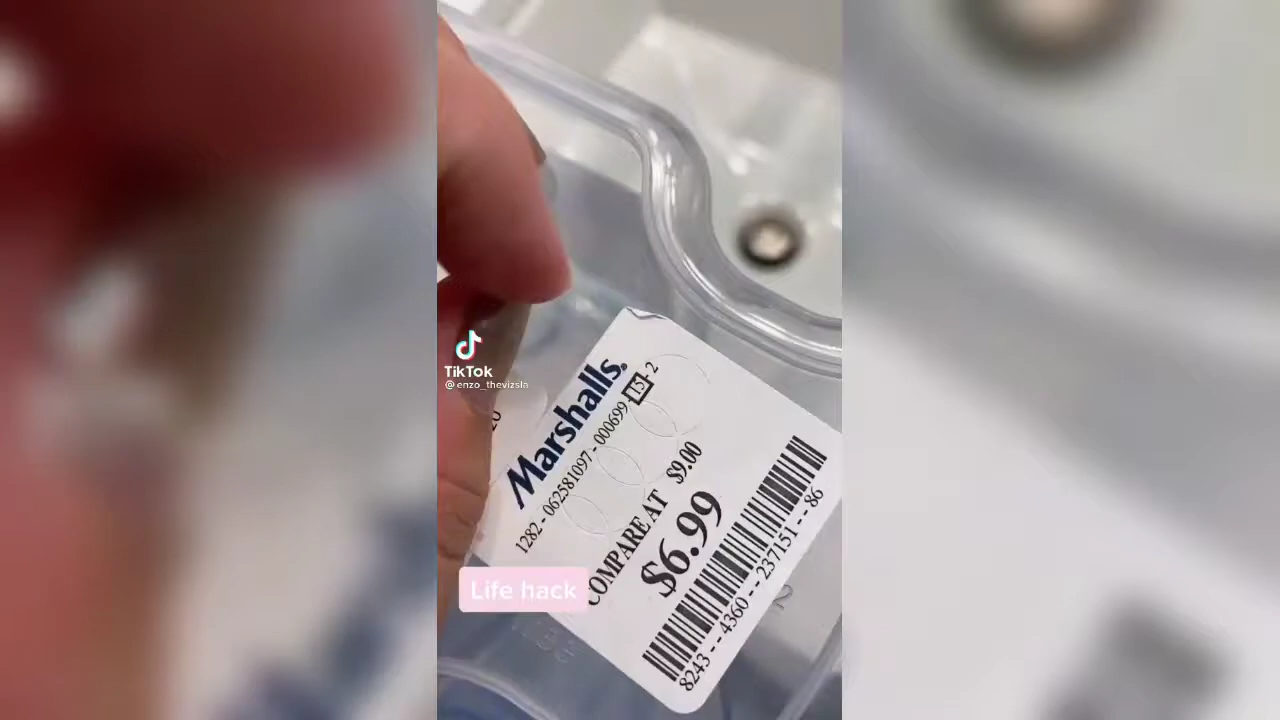 TikTok
@enzo_thevizsla
Marshalls.
1282 - 062581097 - 000699 - 15 - 2
COMPARE AT $9.00
$6.99
8243 - - 4360 - - 237151 - - 86
Life hack